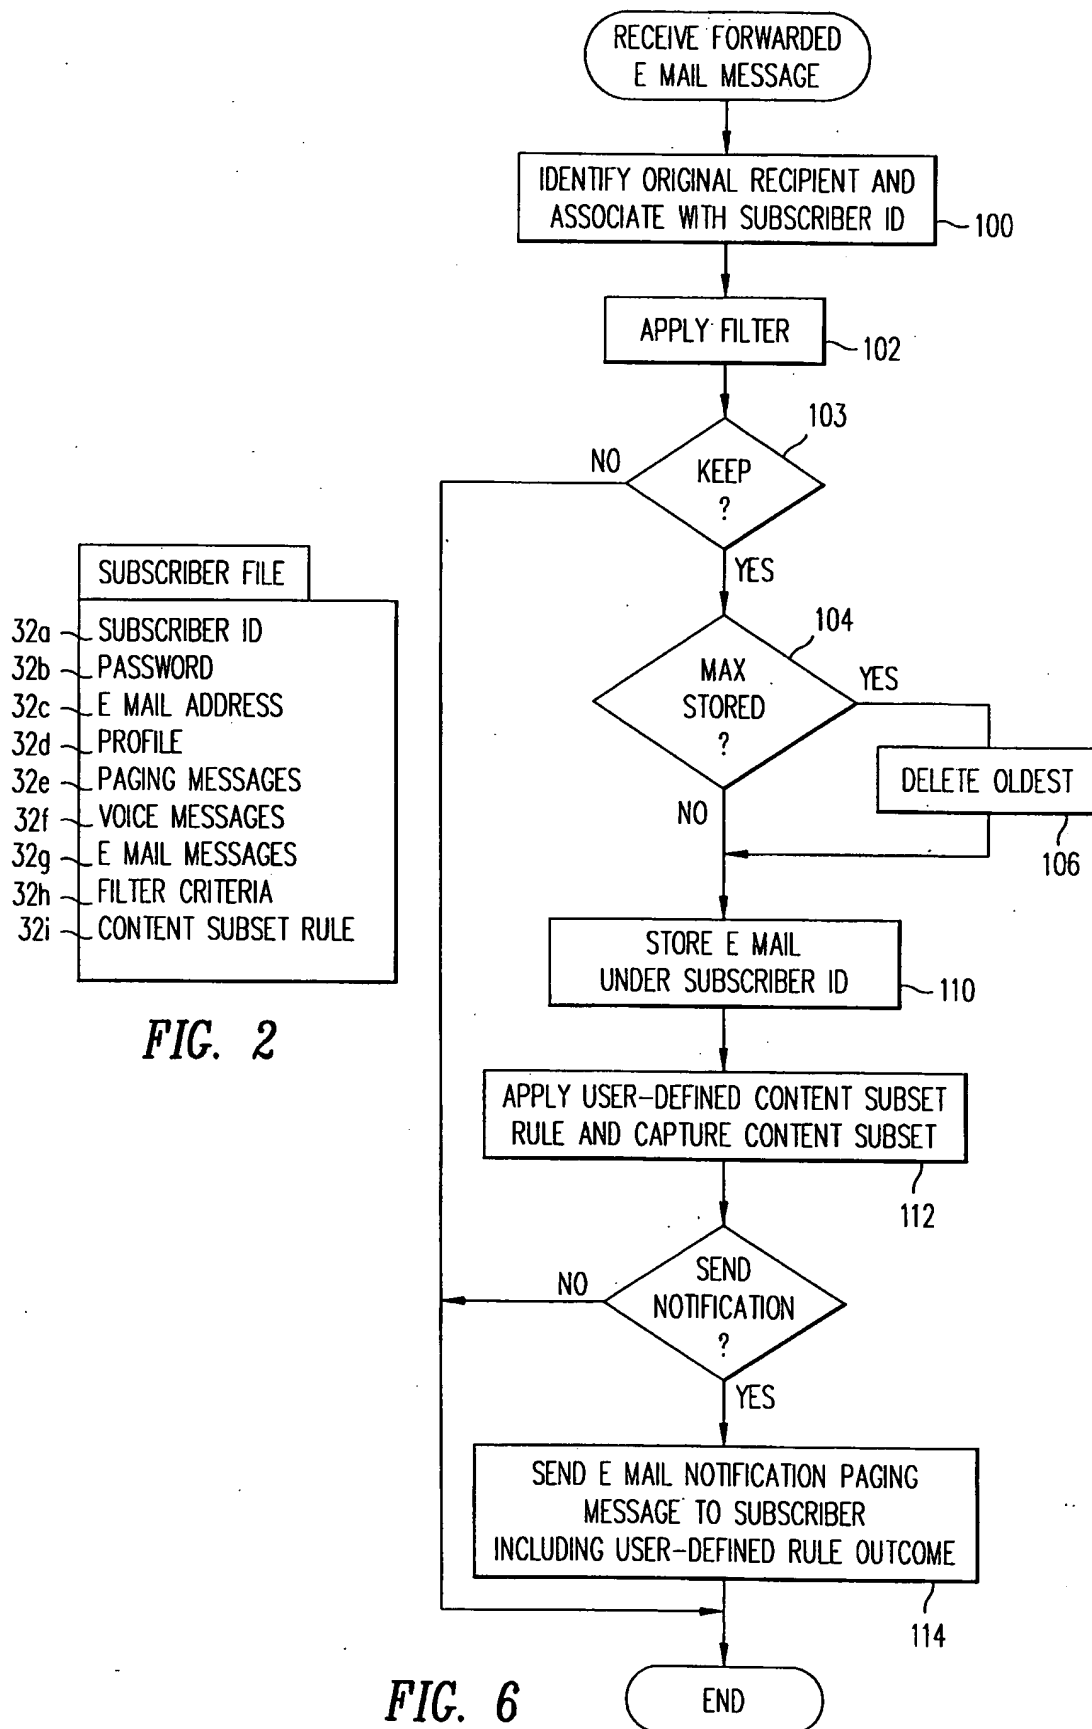 RECEIVE FORWARDED
E MAIL MESSAGE
IDENTIFY ORIGINAL RECIPIENT AND
ASSOCIATE WITH SUBSCRIBER ID
100
APPLY FILTER
102
103
KEEP
?
NO
YES
104
MAX
STORED
?
YES
NO
DELETE OLDEST
106
STORE E MAIL
UNDER SUBSCRIBER ID
110
APPLY USER-DEFINED CONTENT SUBSET
RULE AND CAPTURE CONTENT SUBSET
112
SEND
NOTIFICATION
?
NO
YES
SEND E MAIL NOTIFICATION PAGING
MESSAGE TO SUBSCRIBER
INCLUDING USER-DEFINED RULE OUTCOME
114
END
FIG. 6
SUBSCRIBER FILE
32a SUBSCRIBER ID
32b PASSWORD
32c E MAIL ADDRESS
32d PROFILE
32e PAGING MESSAGES
32f VOICE MESSAGES
32g E MAIL MESSAGES
32h FILTER CRITERIA
32i CONTENT SUBSET RULE
FIG. 2